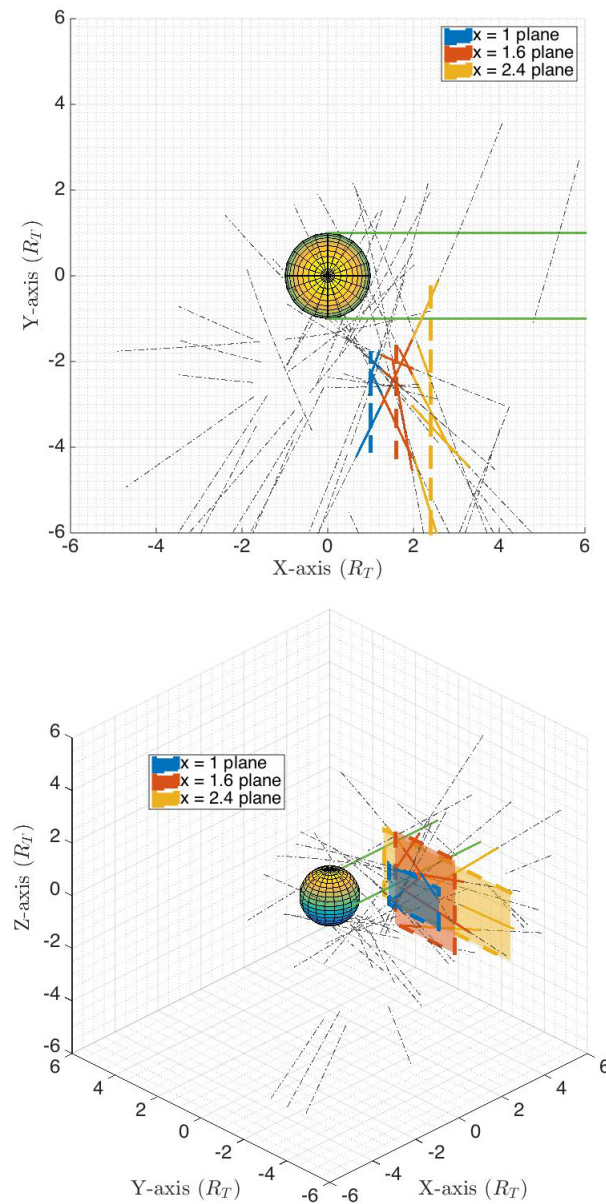 x = 1 plane
x = 1.6 plane
x = 2.4 plane
6
4
2
0
-2
-4
-6
Y-axis (R_T)
-6 -4 -2 0 2 4 6
X-axis (R_T)
x = 1 plane
x = 1.6 plane
x = 2.4 plane
6
4
2
0
-2
-4
-6
Z-axis (R_T)
6 4 2 0 -2 -4 -6
Y-axis (R_T)
-6 -4 -2 0 2 4 6
X-axis (R_T)